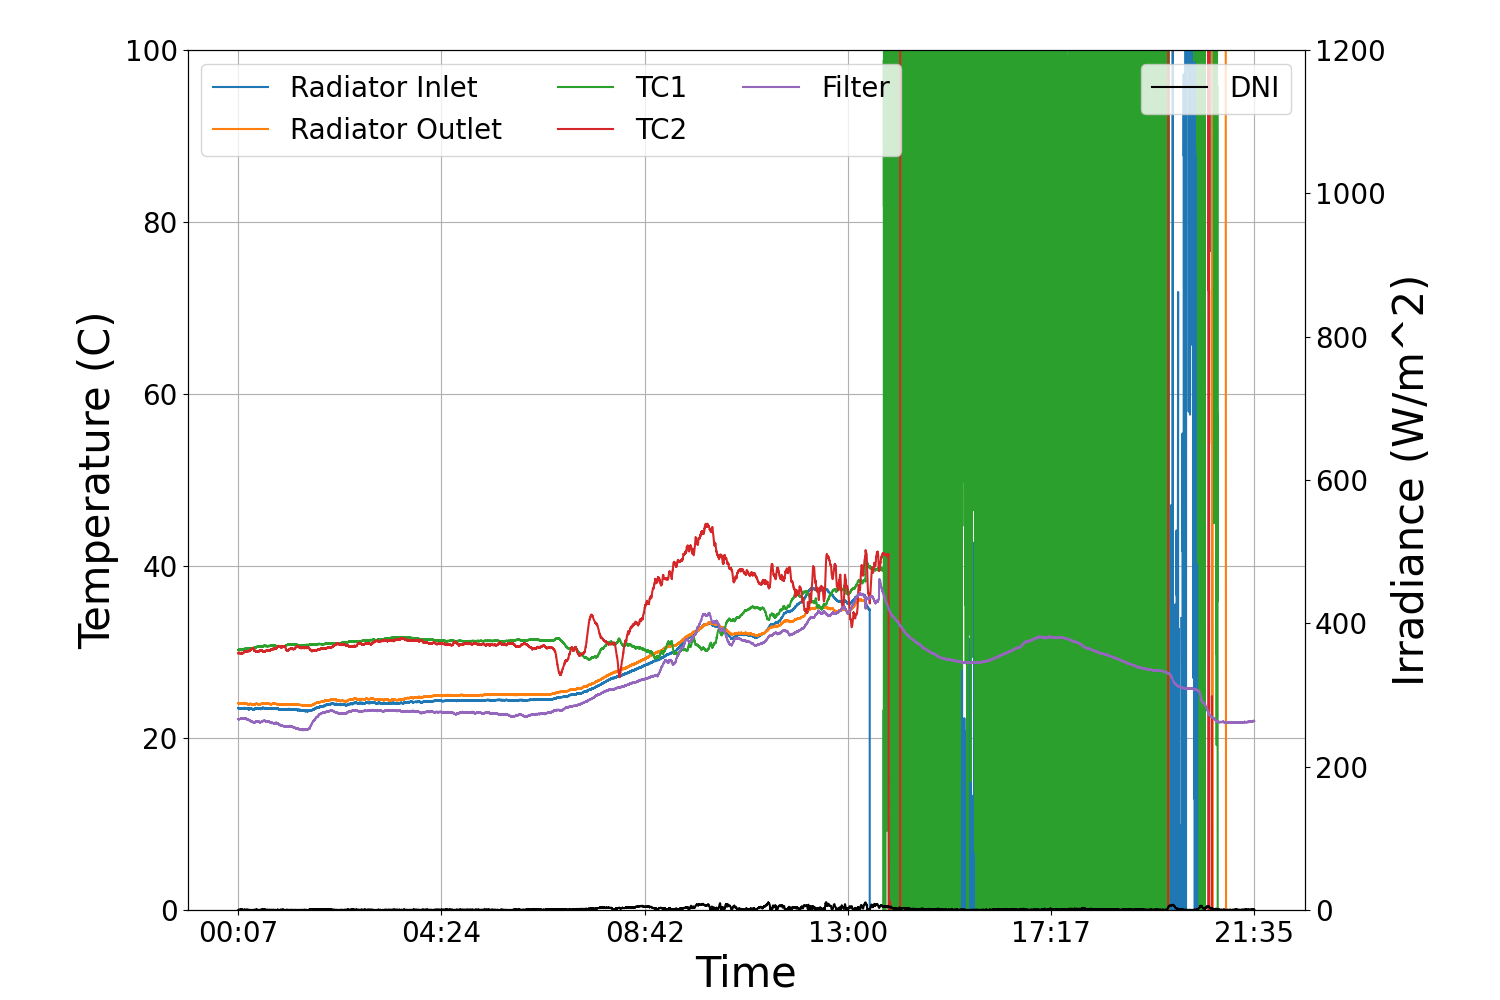 100
80
60
40
20
0
Temperature (C)
Radiator Inlet
Radiator Outlet
TC1
TC2
Filter
DNI
1200
1000
800
600
400
200
0
Irradiance (W/m^2)
00:07 04:24 08:42 13:00 17:17 21:35
Time